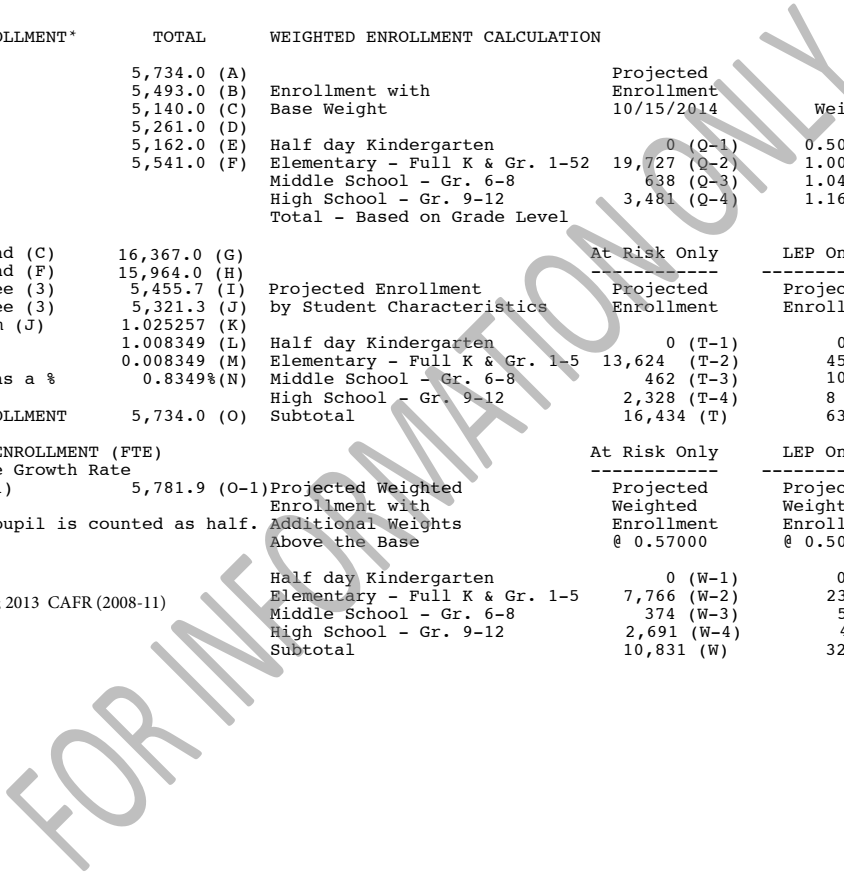 OLLMENT* TOTAL WEIGHTED ENROLLMENT CALCULATION
5,734.0 (A) Projected
5,493.0 (B) Enrollment with Enrollment
5,140.0 (C) Base Weight 10/15/2014 Wei
5,261.0 (D)
5,162.0 (E) Half day Kindergarten 0 (Q-1) 0.50
5,541.0 (F) Elementary - Full K & Gr. 1-52 19,727 (Q-2) 1.00
Middle School - Gr. 6-8 638 (Q-3) 1.04
High School - Gr. 9-12 3,481 (Q-4) 1.16
Total - Based on Grade Level
nd (C) 16,367.0 (G) At Risk Only LEP On
nd (F) 15,964.0 (H) ------------ --------
ee (3) 5,455.7 (I) Projected Enrollment Projected Projec
ee (3) 5,321.3 (J) by Student Characteristics Enrollment Enroll
(J) 1.025257 (K)
1.008349 (L) Half day Kindergarten 0 (T-1) 0
0.008349 (M) Elementary - Full K & Gr. 1-5 13,624 (T-2) 45
as a % 0.8349%(N) Middle School - Gr. 6-8 462 (T-3) 10
High School - Gr. 9-12 2,328 (T-4) 8
OLLMENT 5,734.0 (O) Subtotal 16,434 (T) 63
ENROLLMENT (FTE) At Risk Only LEP On
e Growth Rate ------------ --------
) 5,781.9 (O-1)Projected Weighted Projected Projec
Enrollment with Weighted Weight
oupil is counted as half. Additional Weights Enrollment Enroll
Above the Base @ 0.57000 @ 0.50
Half day Kindergarten 0 (W-1) 0
2013 CAFR (2008-11) Elementary - Full K & Gr. 1-5 7,766 (W-2) 23
Middle School - Gr. 6-8 374 (W-3) 5
High School - Gr. 9-12 2,691 (W-4) 4
Subtotal 10,831 (W) 32
FOR INFORMATION ONLY